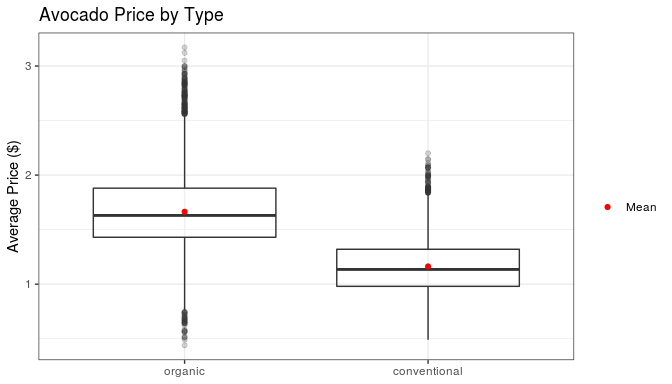 Avocado Price by Type
Average Price ($)
3
2
1
organic
conventional
Mean